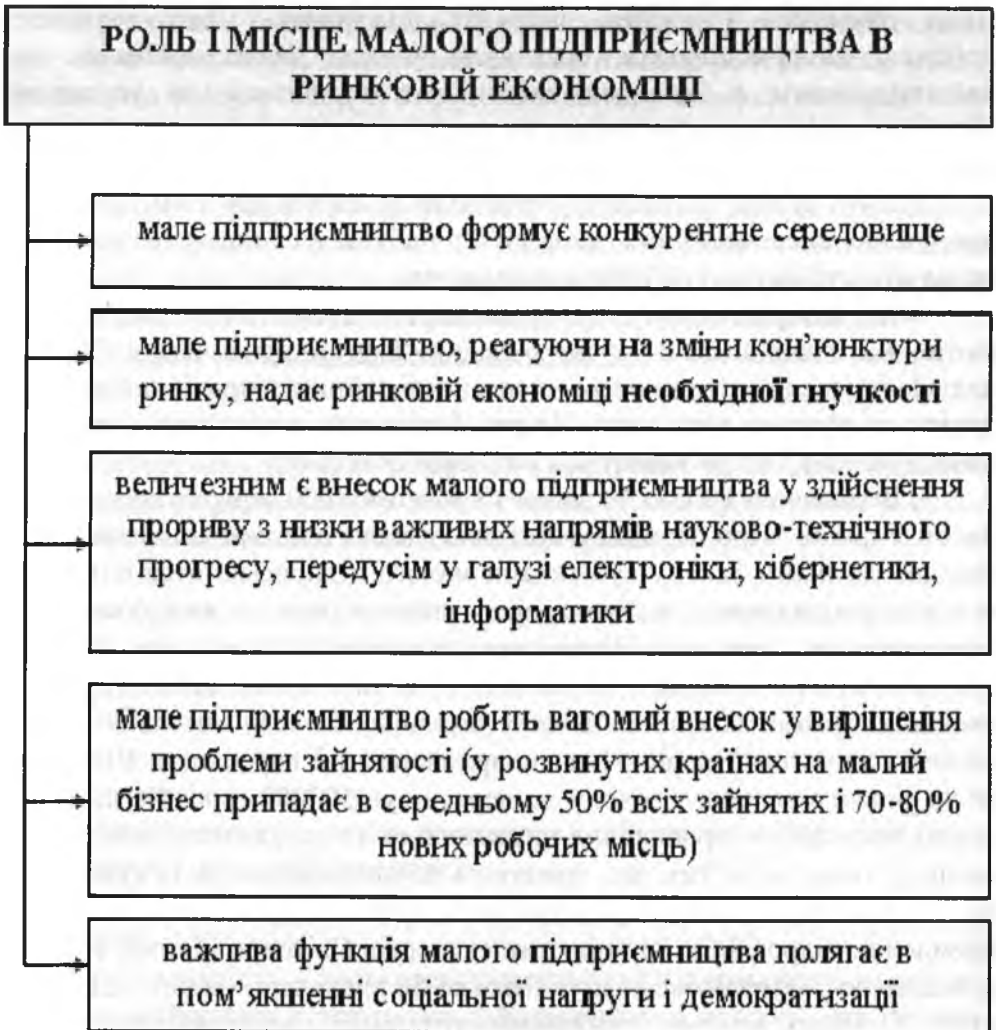 РОЛЬ І МІСЦЕ МАЛОГО ПІДПРИЄМНИЦТВА В
РИНКОВІЙ ЕКОНОМІЦІ
мале підприємництво формує конкурентне середовище
мале підприємництво, реагуючи на зміни кон’юнктури
ринку, надає ринковій економіці необхідної гнучкості
величезним є внесок малого підприємництва у здійснення
прориву з низки важливих напрямів науково-технічного
прогресу, передусім у галузі електроніки, кібернетики,
інформатики
мале підприємництво робить вагомий внесок у вирішення
проблеми зайнятості (у розвинутих країнах на малий
бізнес припадає в середньому 50% всіх зайнятих і 70-80%
нових робочих місць)
важлива функція малого підприємництва полягає в
пом’якшенні соціальної напруги і демократизації